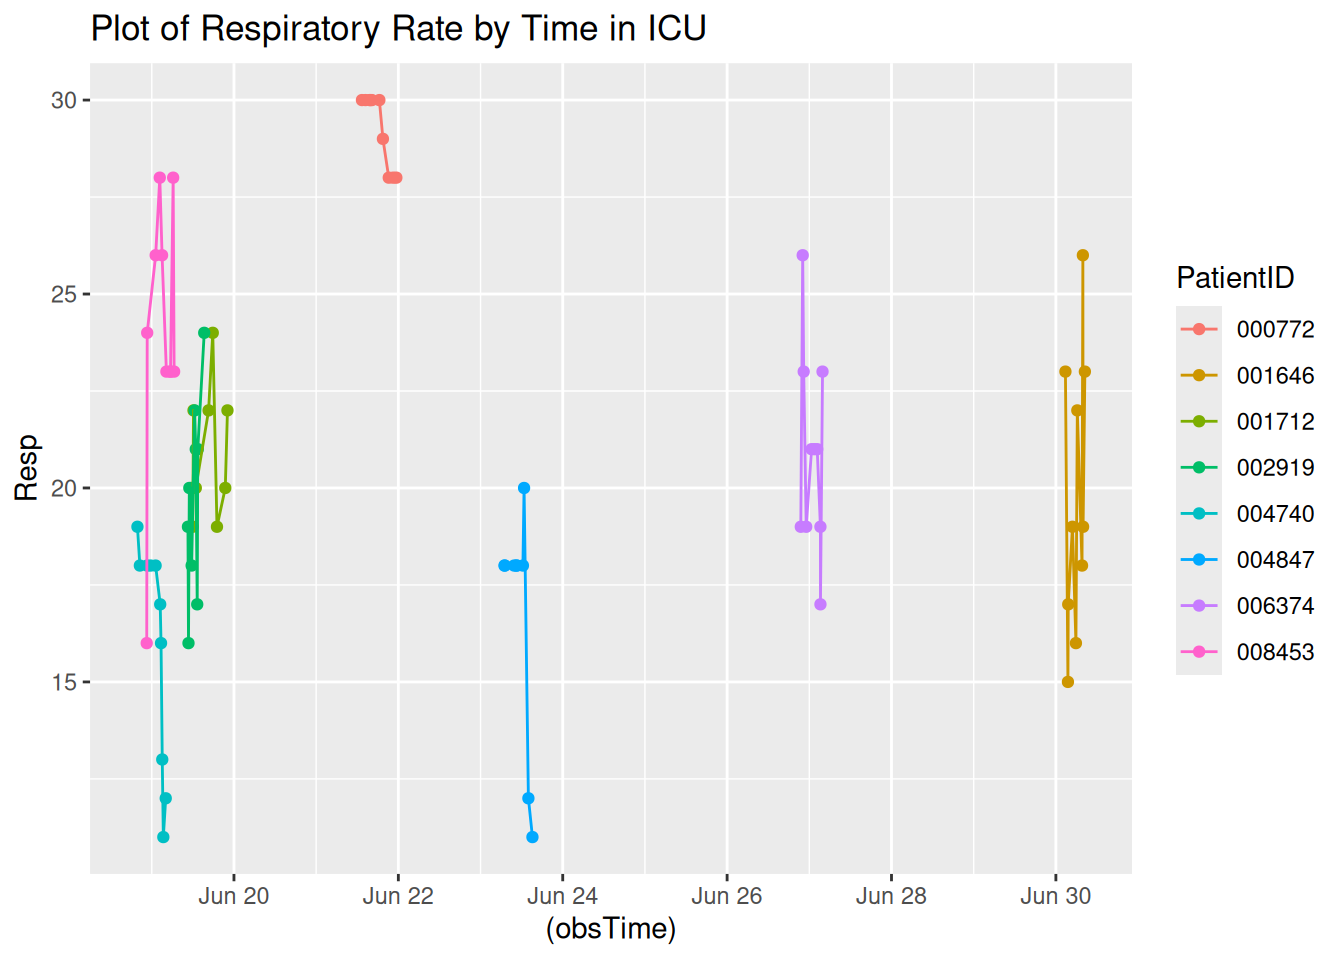 Plot of Respiratory Rate by Time in ICU
30
25
20
15
Resp
Jun 20
Jun 22
Jun 24
Jun 26
Jun 28
Jun 30
(obsTime)
PatientID
000772
001646
001712
002919
004740
004847
006374
008453